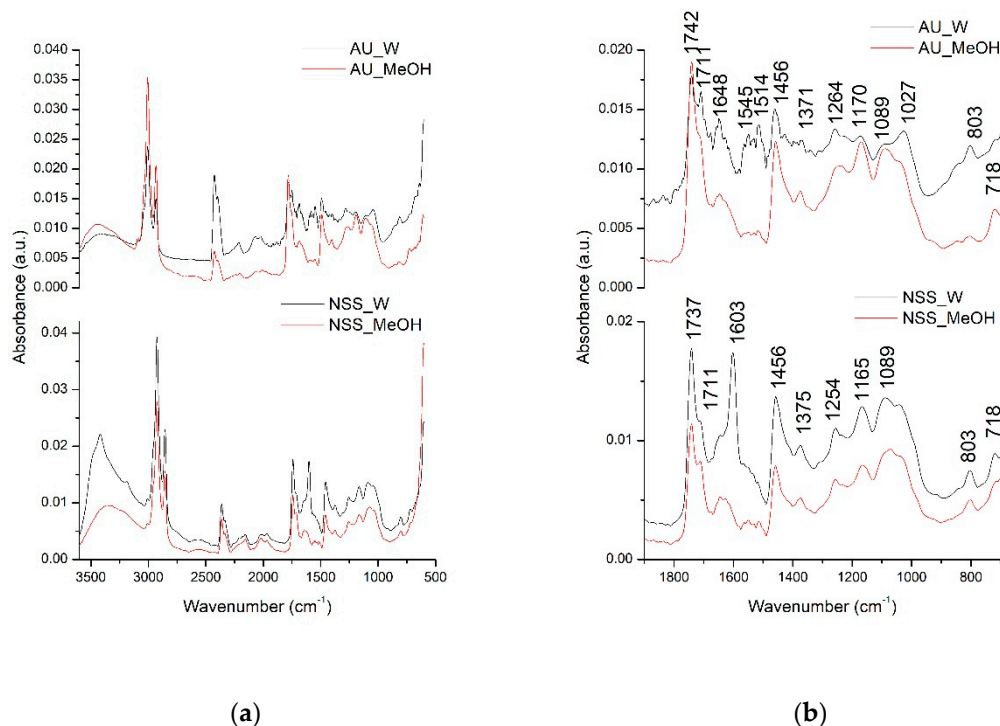 AU_W
AU_MeOH
0.040
0.035
0.030
0.025
0.020
0.015
0.010
0.005
0.000
NSS_W
NSS_MeOH
0.04
0.03
0.02
0.01
0.00
Absorbance (a.u.)
Absorbance (a.u.)
3500 3000 2500 2000 1500 1000 500
Wavenumber (cm⁻¹)
(a)
AU_W
AU_MeOH
1742
1711
1648
1545
1514
1456
1371
1264
1170
1089
1027
803
718
0.020
0.015
0.010
0.005
0.000
NSS_W
NSS_MeOH
1737
1711
1603
1456
1375
1254
1165
1089
803
718
0.02
0.01
0.00
Absorbance (a.u.)
Absorbance (a.u.)
1800 1600 1400 1200 1000 800
Wavenumber (cm⁻¹)
(b)